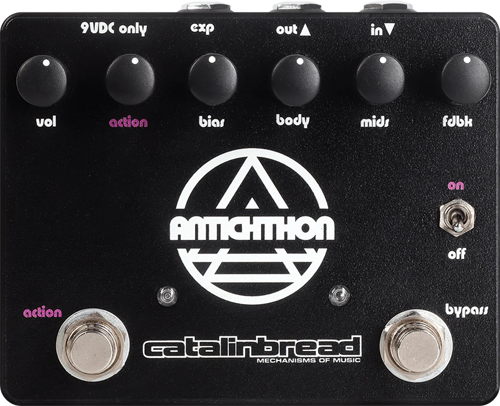 9VDC only exp out▲ in▼
vol action bias body mids fdbk
on
ANTICHTHON
off
action bypass
catalinbread
MECHANISMS OF MUSIC